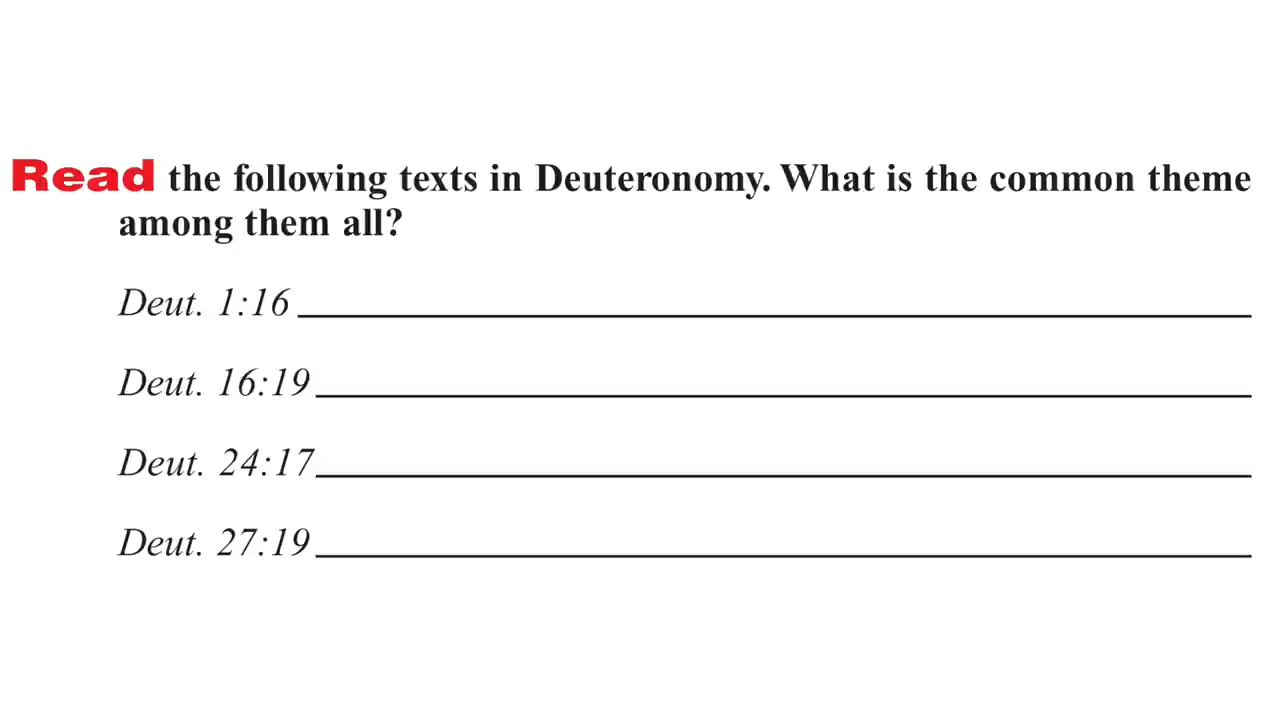 Read the following texts in Deuteronomy. What is the common theme
among them all?
Deut. 1:16
Deut. 16:19
Deut. 24:17
Deut. 27:19